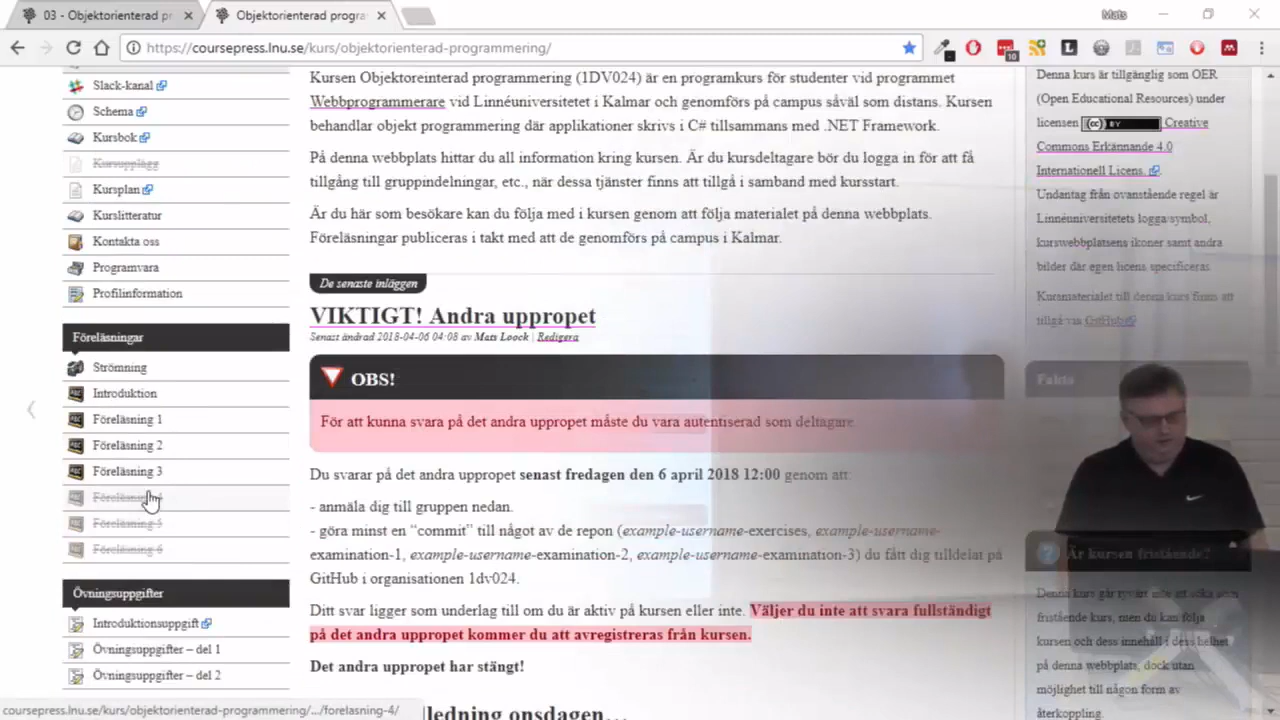 03 - Objektorienterad pr
Objektorienterad progra
Mats
https://coursepress.lnu.se/kurs/objektorienterad-programmering/
10
Slack-kanal
Schema
Kursbok
Kursupplägg
Kursplan
Kurslitteratur
Kontakta oss
Programvara
Profilinformation
Föreläsningar
Strömning
Introduktion
Föreläsning 1
Föreläsning 2
Föreläsning 3
Föreläsning 4
Föreläsning 5
Föreläsning 6
Övningsuppgifter
Introduktionsuppgift
Övningsuppgifter – del 1
Övningsuppgifter – del 2
coursepress.lnu.se/kurs/objektorienterad-programmering/.../forelasning-4/
Kursen Objektoreinterad programmering (1DV024) är en programkurs för studenter vid programmet
Webbprogrammerare vid Linnéuniversitetet i Kalmar och genomförs på campus såväl som distans. Kursen
behandlar objekt programmering där applikationer skrivs i C# tillsammans med .NET Framework.
På denna webbplats hittar du all information kring kursen. Är du kursdeltagare bör du logga in för att få
tillgång till gruppindelningar, etc., när dessa tjänster finns att tillgå i samband med kursstart.
Är du här som besökare kan du följa med i kursen genom att följa materialet på denna webbplats.
Föreläsningar publiceras i takt med att de genomförs på campus i Kalmar.
De senaste inläggen
VIKTIGT! Andra uppropet
Senast ändrad 2018-04-06 04:08 av Mats Loock | Redigera
OBS!
För att kunna svara på det andra uppropet måste du vara autentiserad som deltagare.
Du svarar på det andra uppropet senast fredagen den 6 april 2018 12:00 genom att:
- anmäla dig till gruppen nedan.
- göra minst en “commit” till något av de repon (example-username-exercises, example-username-
examination-1, example-username-examination-2, example-username-examination-3) du fått dig tilldelat på
GitHub i organisationen 1dv024.
Ditt svar ligger som underlag till om du är aktiv på kursen eller inte. Väljer du inte att svara fullständigt
på det andra uppropet kommer du att avregistreras från kursen.
Det andra uppropet har stängt!
ledning onsdagen...
Denna kurs är tillgänglig som OER
(Open Educational Resources) under
licensen (cc) BY Creative
Commons Erkännande 4.0
Internationell Licens.
Undantag från ovanstående regel är
Linnéuniversitetets logga symbol,
kurswebbplatsens ikoner samt andra
bilder där egen licens specificeras.
Kursmaterialet till denna kurs finns att
tillgå via GitHub
Fakta
Är kursen fristående?
Denna kurs går tyvärr inte att söka som
fristående kurs, men du kan följa
kursen och dess innehåll i dess helhet
på denna webbplats, dock utan
möjlighet till någon form av
återkoppling.